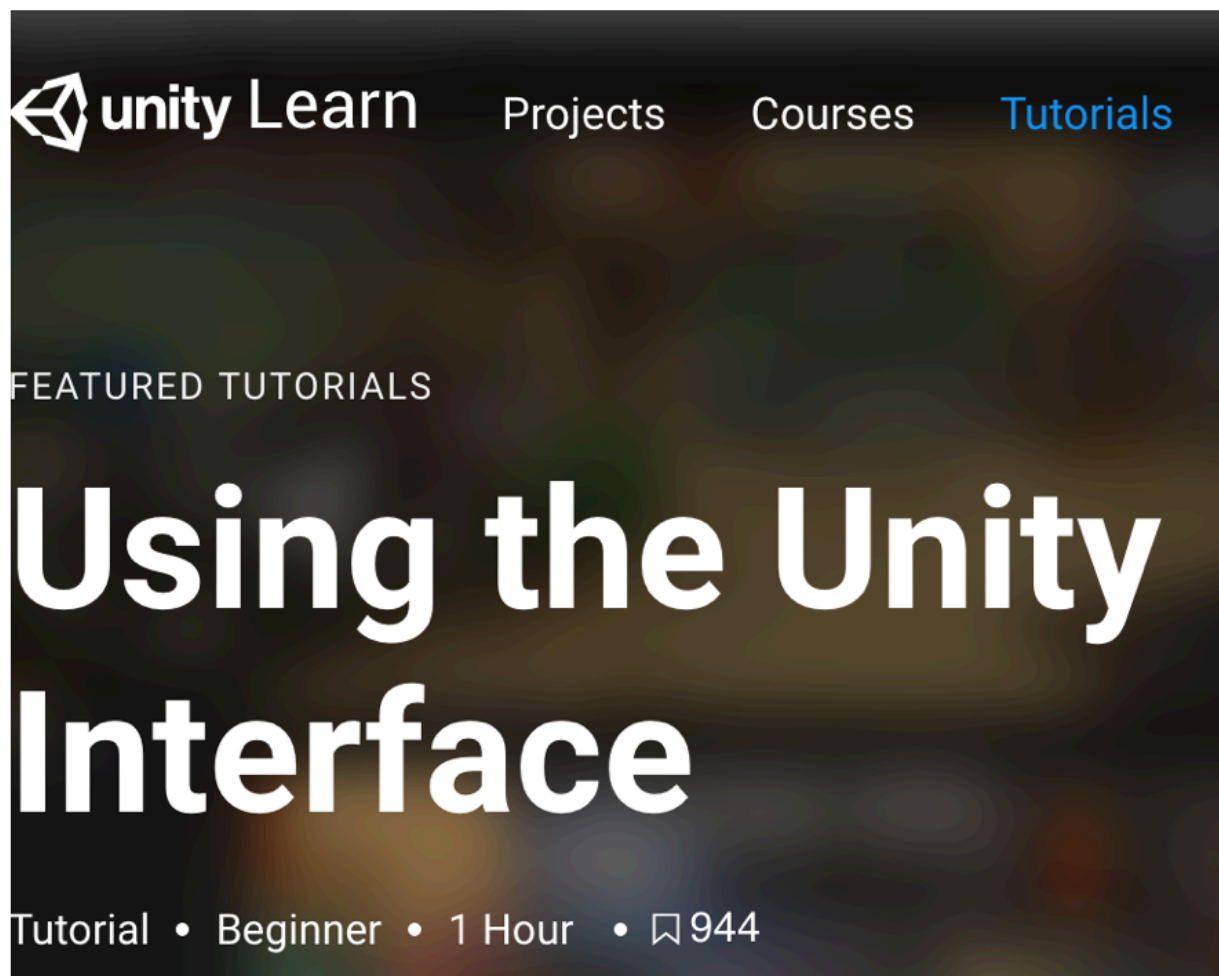 unity Learn Projects Courses Tutorials
FEATURED TUTORIALS
Using the Unity
Interface
Tutorial • Beginner • 1 Hour • 944